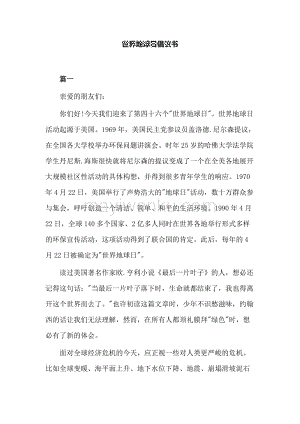 世界地球日倡议书
篇一
亲爱的朋友们：
你们好!今天我们迎来了第四十六个"世界地球日"，世界地球日
活动起源于美国。1969年，美国民主党参议员盖洛德.尼尔森提议，
在全国各大学校举办环保问题讲演会。时年25岁的哈佛大学法学院
学生丹尼斯.海斯很快就将尼尔森的提议变成了一个在全美各地展开
大规模社区性活动的具体构想，并得到很多青年学生的响应。1970
年4月22日，美国举行了声势浩大的"地球日"活动，数十万群众参
与集会，呼吁创造一个清洁、简单、和平的生活环境。1990年4月
22日，全球140多个国家、2亿多人同时在世界各地举行形式多样
的环保宣传活动，这项活动得到了联合国的肯定。此后，每年的4
月22日被确定为"世界地球日"。
读过美国著名作家欧.亨利小说《最后一片叶子》的人，想必还
记得这句话："当最后一片叶子落下时，生命就都结束了，我也得离
开这个世界而去了。"也许初读这篇文章时，少年不识愁滋味，约翰
西的话让我们无法理解，然而，在所有人都顶礼膜拜"绿色"时，想
必有了新的体会。
面对全球经济危机的今天，应正视一些对人类更严峻的危机，
比如全球变暖、海平面上升、地下水位下降、地震、崩塌滑坡泥石